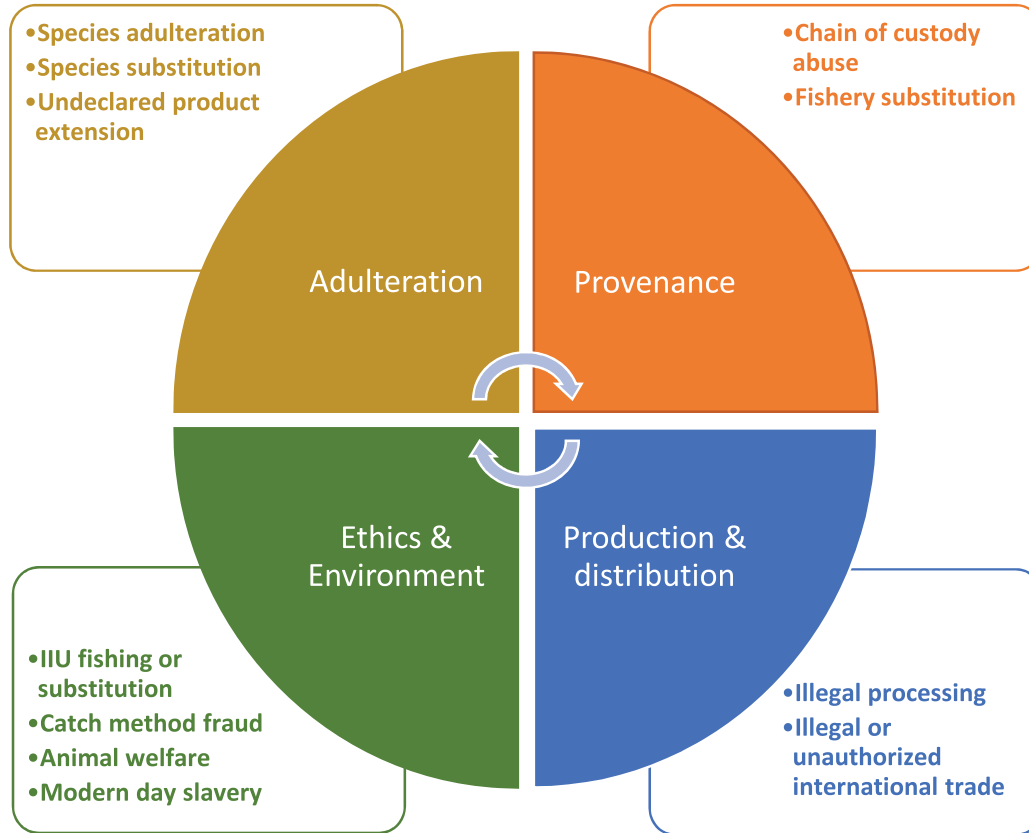 •Species adulteration
•Species substitution
•Undeclared product
extension
•Chain of custody
abuse
•Fishery substitution
Adulteration
Provenance
Ethics &
Environment
Production &
distribution
•IIU fishing or
substitution
•Catch method fraud
•Animal welfare
•Modern day slavery
•Illegal processing
•Illegal or
unauthorized
international trade